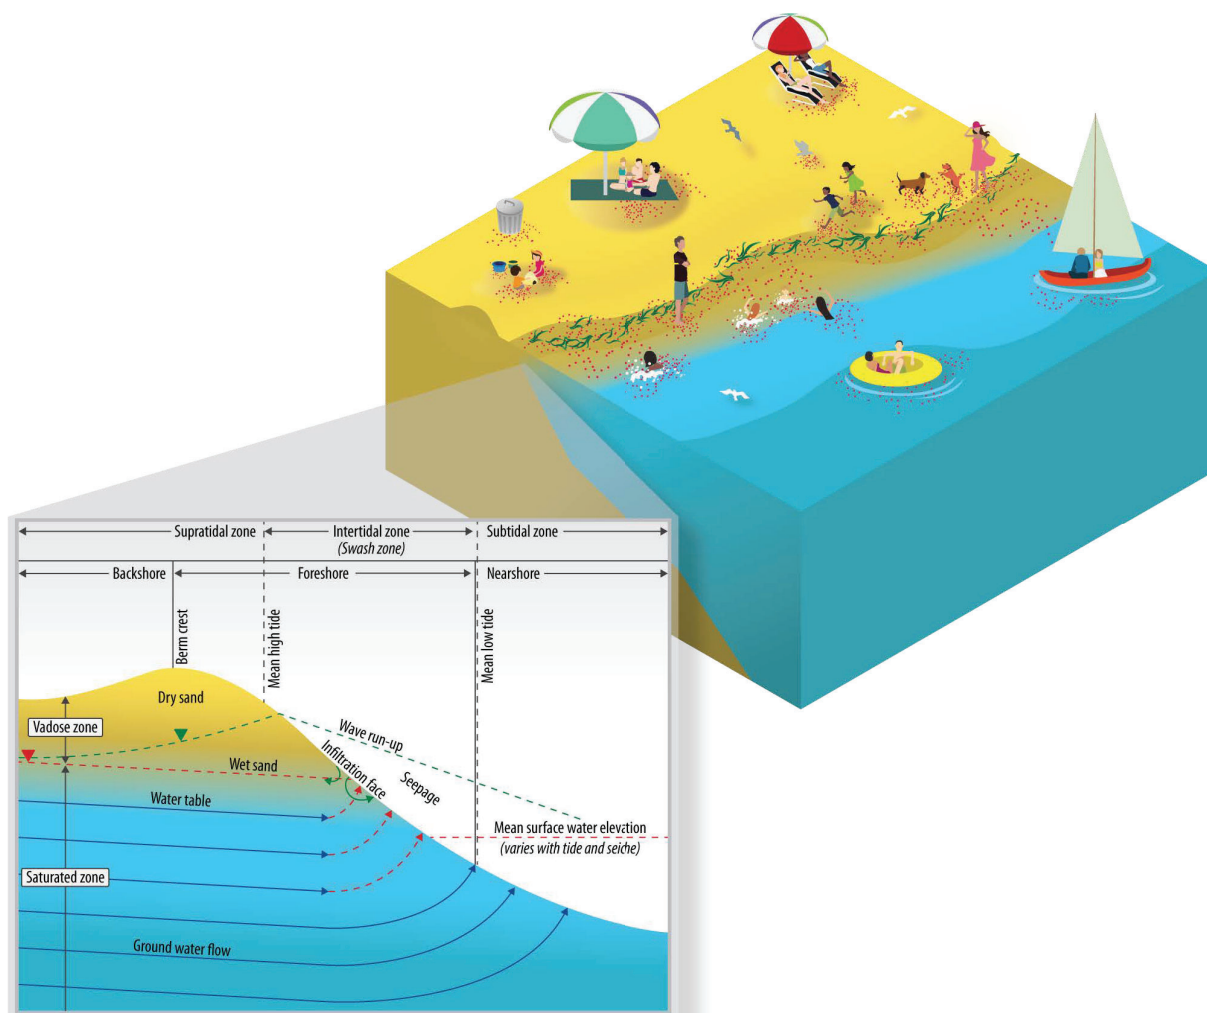 Supratidal zone
Intertidal zone
(Swash zone)
Subtidal zone
Backshore
Foreshore
Nearshore
Berm crest
Mean high tide
Mean low tide
Dry sand
Vadose zone
Wave run-up
Infiltration face
Wet sand
Seepage
Water table
Mean surface water elevation
(varies with tide and seiche)
Saturated zone
Ground water flow